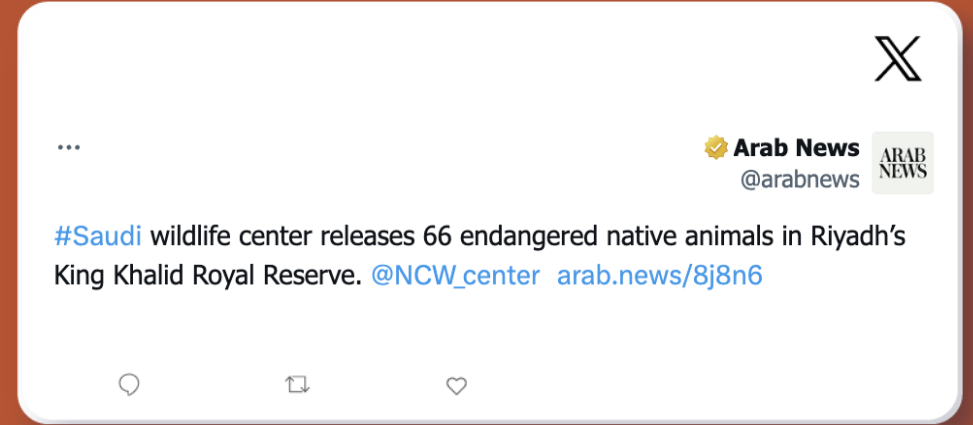 Arab News
@arabnews
ARAB
NEWS
#Saudi wildlife center releases 66 endangered native animals in Riyadh’s
King Khalid Royal Reserve. @NCW_center arab.news/8j8n6